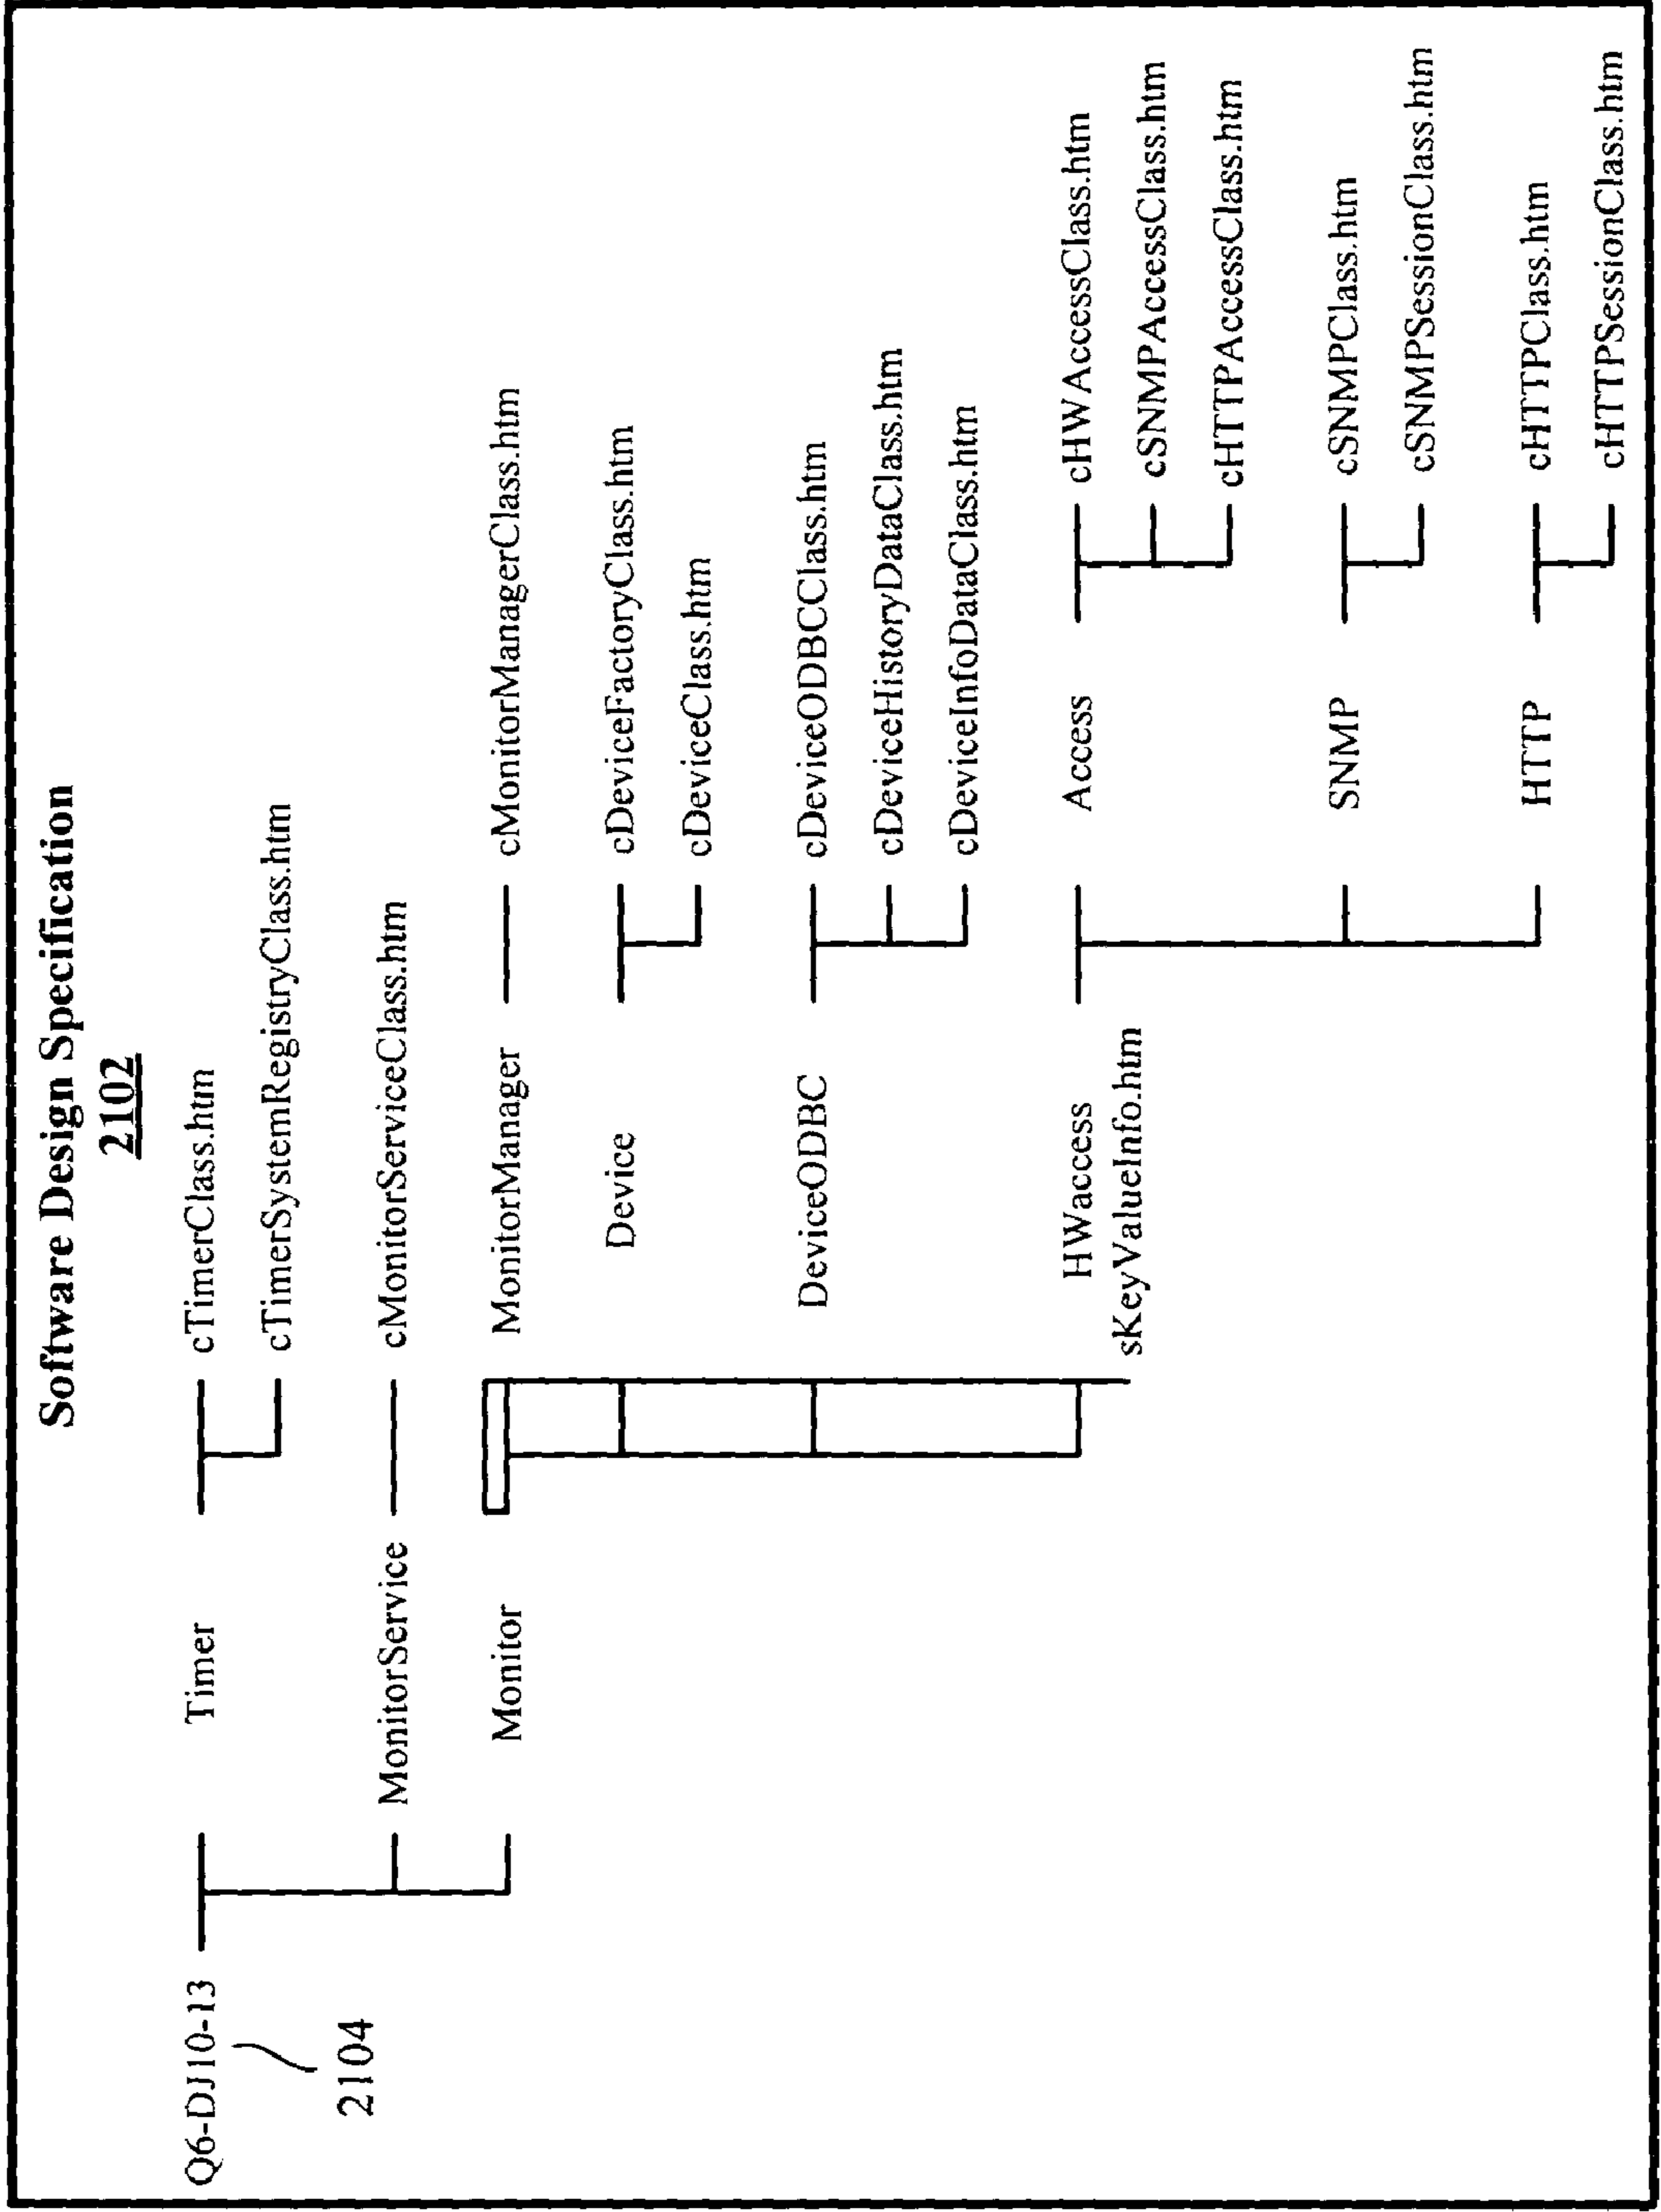 Software Design Specification
2102
Q6-DJ10-13 Timer cTimerClass.htm
cTimerSystemRegistryClass.htm
2104
MonitorService cMonitorServiceClass.htm
Monitor MonitorManager cMonitorManagerClass.htm
Device cDeviceFactoryClass.htm
cDeviceClass.htm
DeviceODBC cDeviceODBCClass.htm
cDeviceHistoryDataClass.htm
cDeviceInfoDataClass.htm
HWaccess Access cHWAccessClass.htm
sKeyValueInfo.htm cSNMPAccessClass.htm
cHTTPAccessClass.htm
SNMP cSNMPClass.htm
cSNMPSessionClass.htm
HTTP cHTTPClass.htm
cHTTPSessionClass.htm